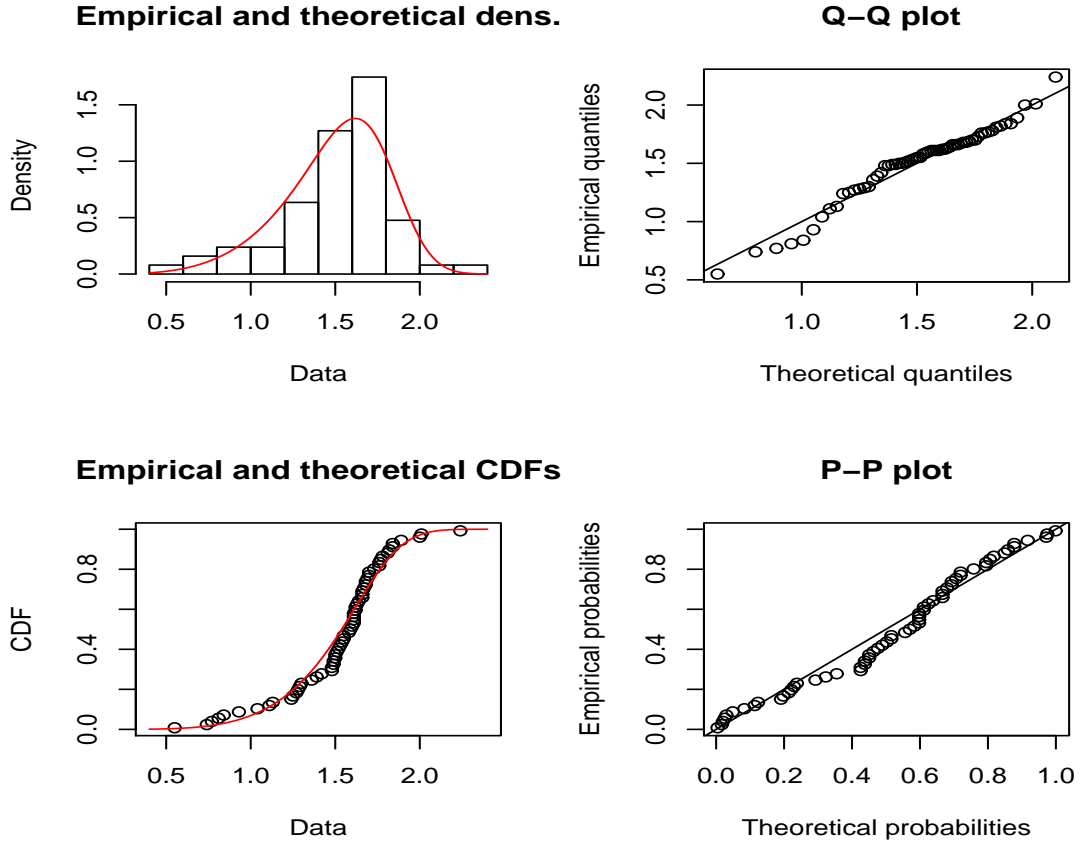 Empirical and theoretical dens.
Density
0.0 0.5 1.0 1.5
0.5 1.0 1.5 2.0
Data
Q−Q plot
Empirical quantiles
0.5 1.0 1.5 2.0
1.0 1.5 2.0
Theoretical quantiles
Empirical and theoretical CDFs
CDF
0.0 0.4 0.8
0.5 1.0 1.5 2.0
Data
P−P plot
Empirical probabilities
0.0 0.4 0.8
0.0 0.2 0.4 0.6 0.8 1.0
Theoretical probabilities